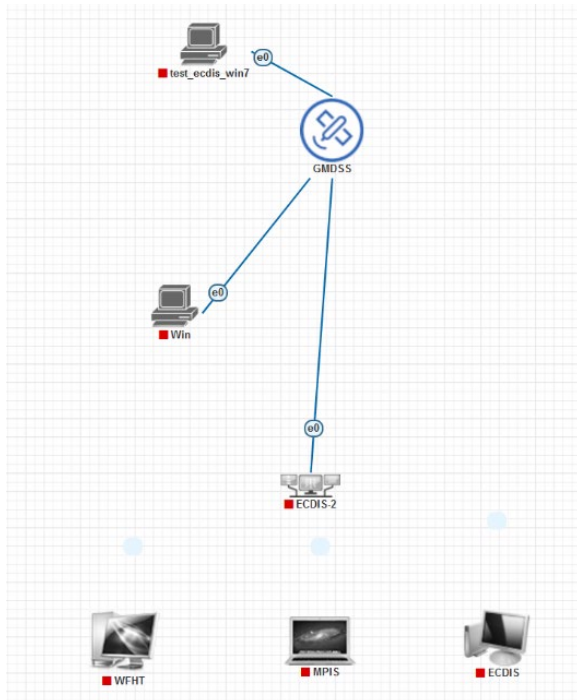 e0
test_ecdis_win7
GMDSS
e0
Win
e0
ECDIS-2
WFHT
MPIS
ECDIS